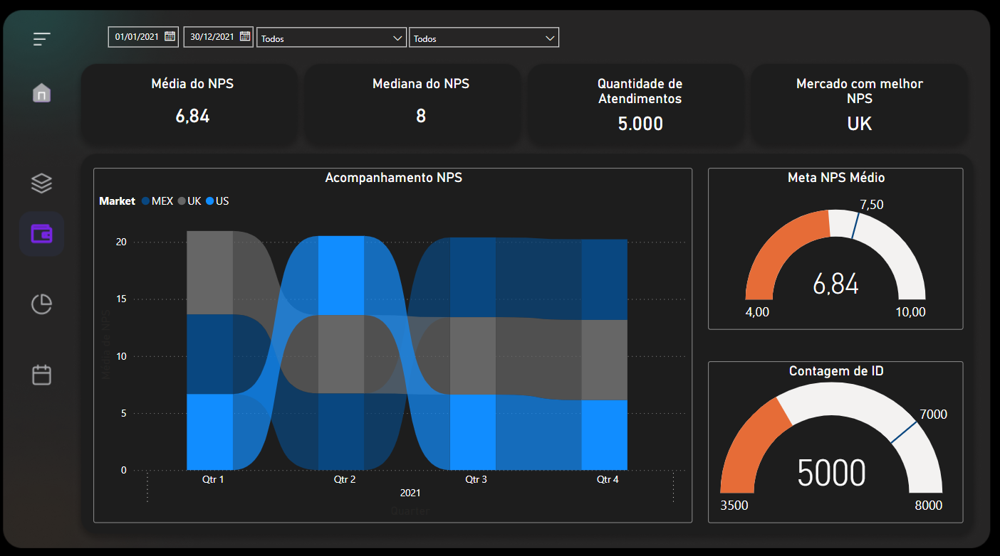 01/01/2021
30/12/2021
Todos
Todos
Média do NPS
6,84
Mediana do NPS
8
Quantidade de
Atendimentos
5.000
Mercado com melhor
NPS
UK
Acompanhamento NPS
Market MEX UK US
Média de NPS
20
15
10
5
0
Qtr 1
Qtr 2
Qtr 3
Qtr 4
2021
Quarter
Meta NPS Médio
7,50
6,84
4,00
10,00
Contagem de ID
7000
5000
3500
8000